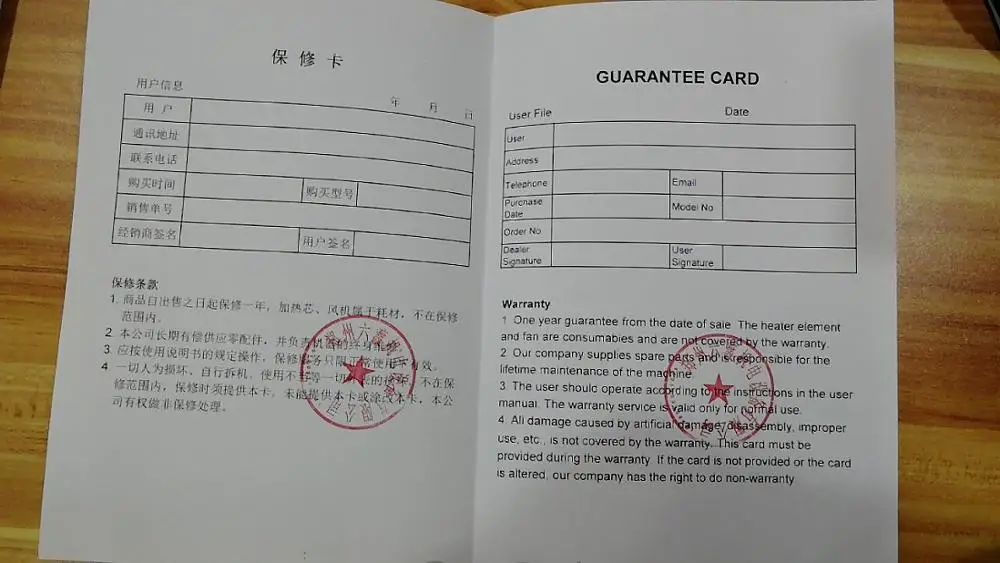 保修卡
用户信息
年 月 日
用 户
通讯地址
联系电话
购买时间 购买型号
销售单号
经销商签名 用户签名
保修条款
1. 商品自出售之日起保修一年，加热芯、风机属于耗材，不在保修
范围内。
2. 本公司长期有偿供应零配件，并负责机器的终身维修。
3. 应按使用说明书的规定操作，保修服务只限正常使用下有效。
4 一切人为损坏、自行拆机、使用不当等一切 的 不在保
修范围内，保修时须提供本卡，未能提供本卡或涂改本卡，本公
司有权做非保修处理。
GUARANTEE CARD
User File Date
User
Address
Telephone Email
Purchase
Date
Model No
Order No
Dealer
Signature
User
Signature
Warranty
1 One year guarantee from the date of sale The heater element
and fan are consumables and are not covered by the warranty.
2 Our company supplies spare parts and is responsible for the
lifetime maintenance of the machine
3 The user should operate according to the instructions in the user
manual. The warranty service is valid only for normal use.
4 All damage caused by artificial damage, disassembly, improper
use, etc., is not covered by the warranty. This card must be
provided during the warranty. If the card is not provided or the card
is altered, our company has the right to do non-warranty